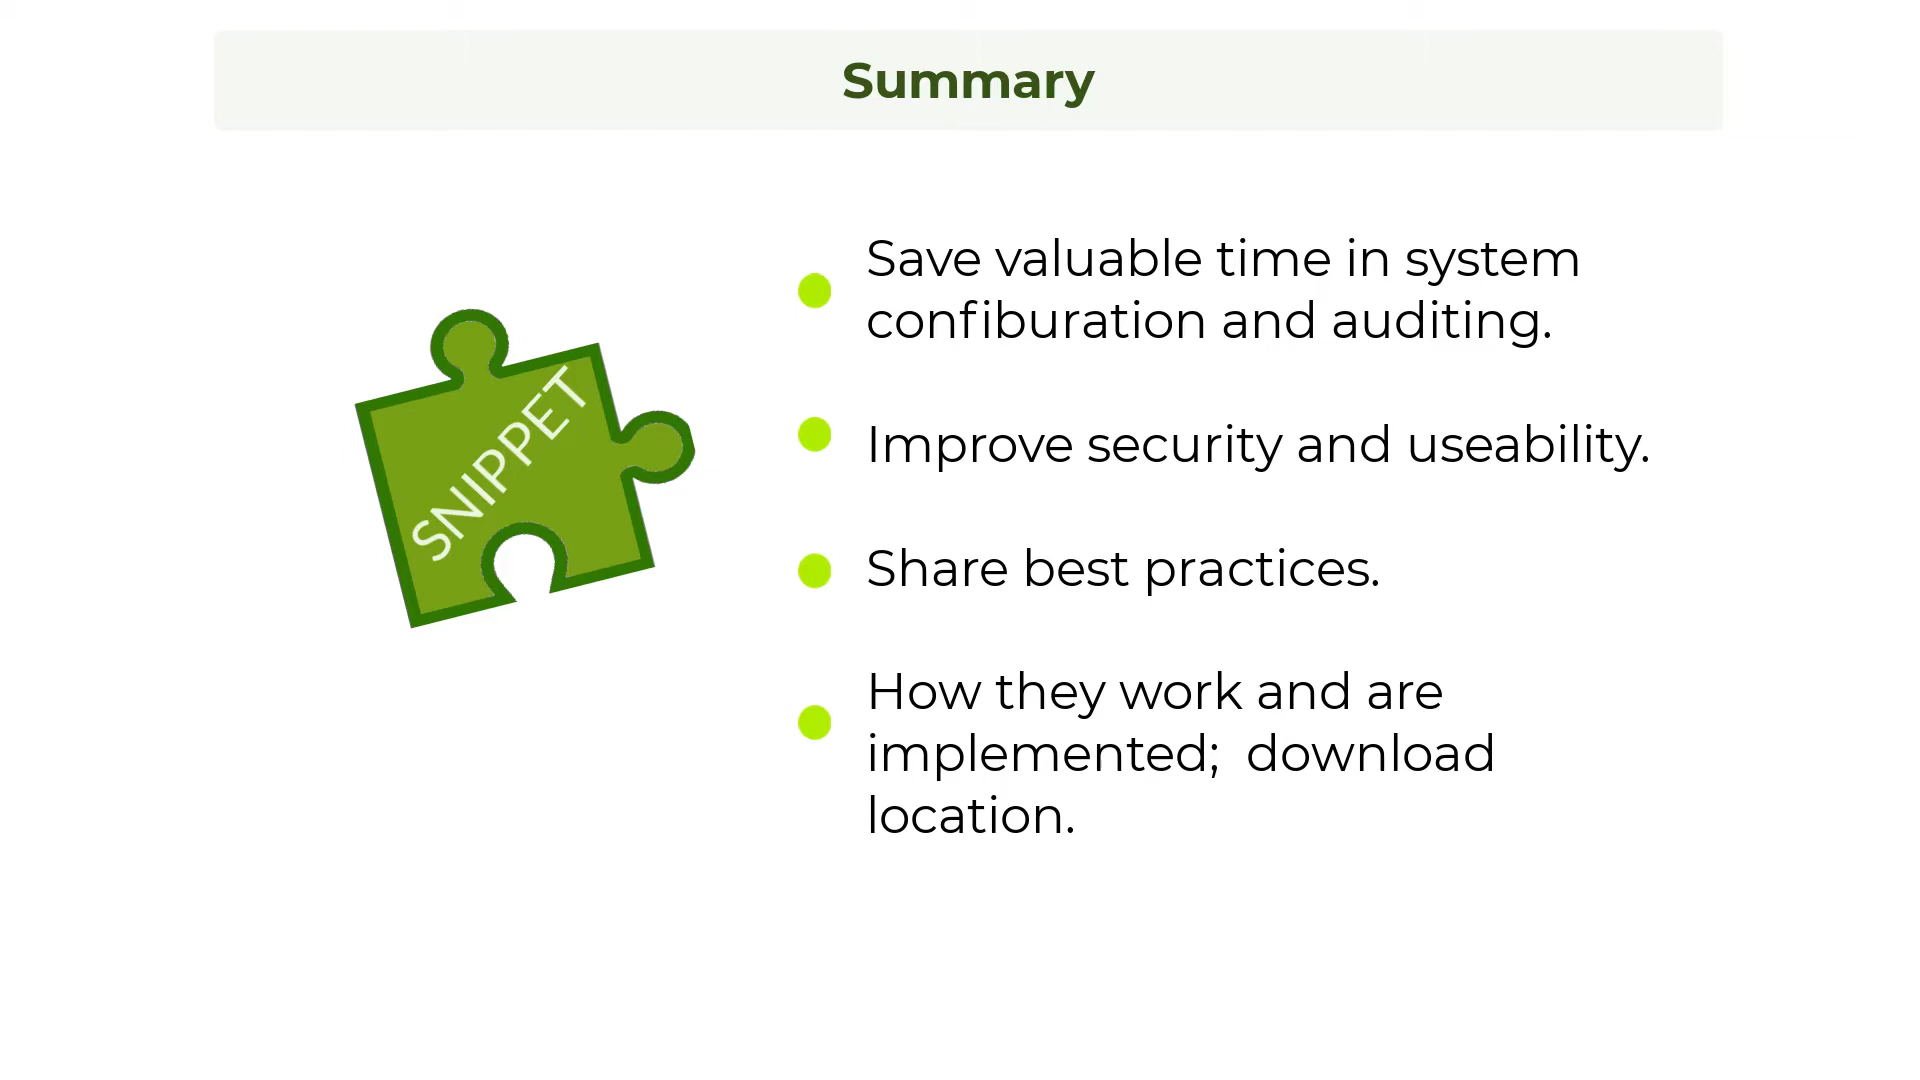 Summary
SNIPPET
Save valuable time in system
confiburation and auditing.
Improve security and useability.
Share best practices.
How they work and are
implemented;  download
location.